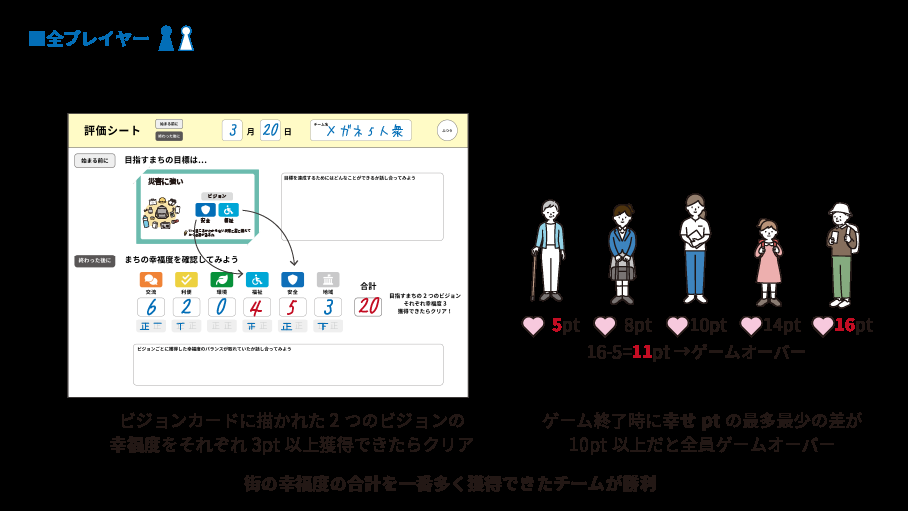 ■全プレイヤー
評価シート
始まる前に
終わった後に
3月20日
チーム名
メガネ5人衆
始まる前に
目指すまちの目標は...
災害に強い
ビジョン
安全 福祉
目標を達成するためにはどんなことができるか話し合ってみよう
終わった後に
まちの幸福度を確認してみよう
交流 利便 環境 福祉 安全 地域 合計
6 2 0 4 5 3 20
目指すまちの2つのビジョン
それぞれ幸福度3
獲得できたらクリア!
ビジョンごとに獲得した幸福度のバランスが取れていたか話し合ってみよう
5pt 8pt 10pt 14pt 16pt
16-5=11pt→ゲームオーバー
ビジョンカードに描かれた2つのビジョンの
幸福度をそれぞれ3pt以上獲得できたらクリア
ゲーム終了時に幸せptの最多最少の差が
10pt以上だと全員ゲームオーバー
街の幸福度の合計を一番多く獲得できたチームが勝利